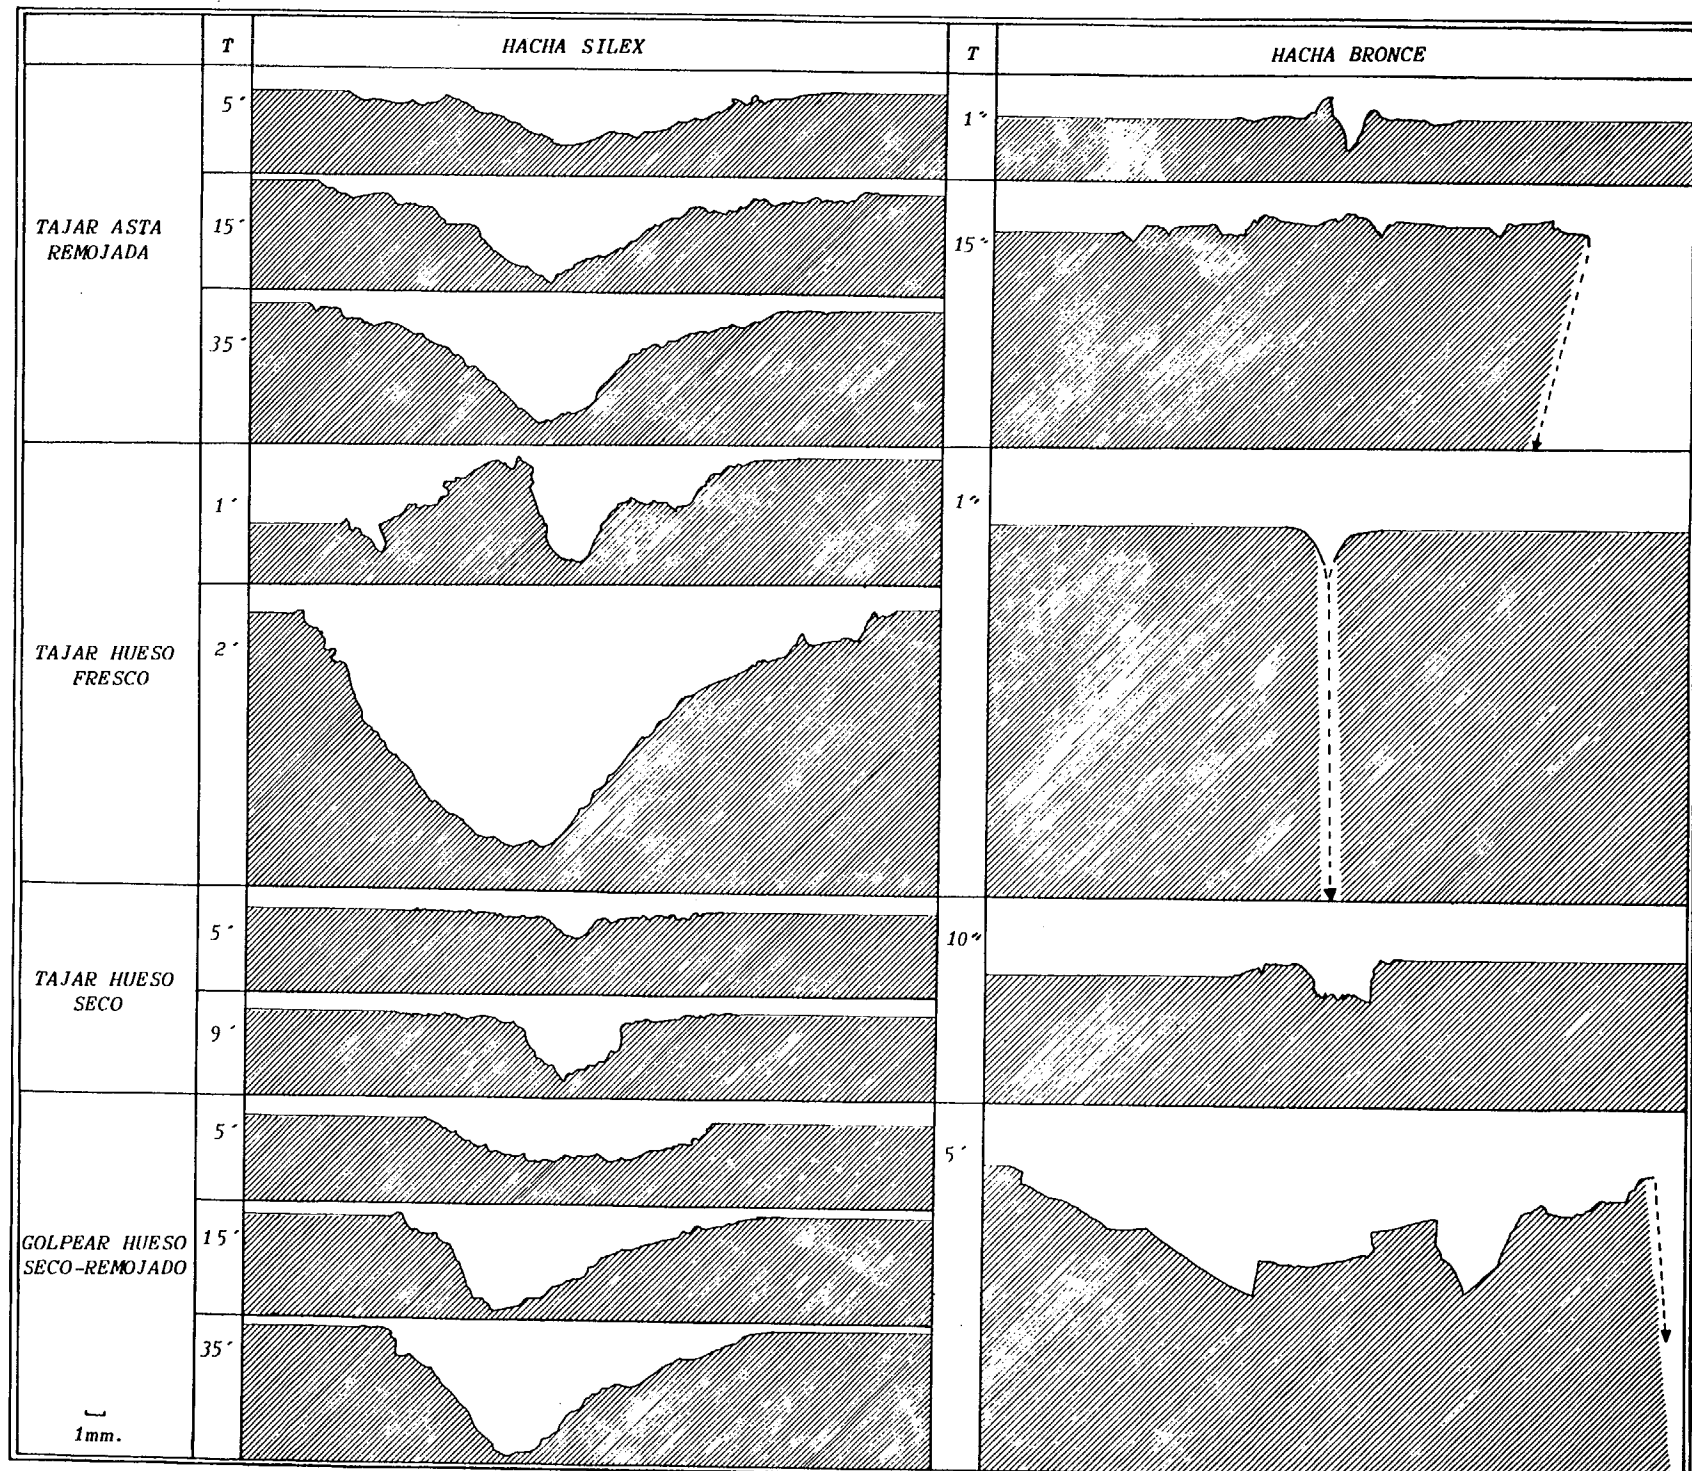 T
HACHA SILEX
T
HACHA BRONCE
TAJAR ASTA
REMOJADA
5´
15´
35´
1"
15"
TAJAR HUESO
FRESCO
1´
2´
1"
TAJAR HUESO
SECO
5´
9´
10"
GOLPEAR HUESO
SECO-REMOJADO
5´
15´
35´
5´
1mm.